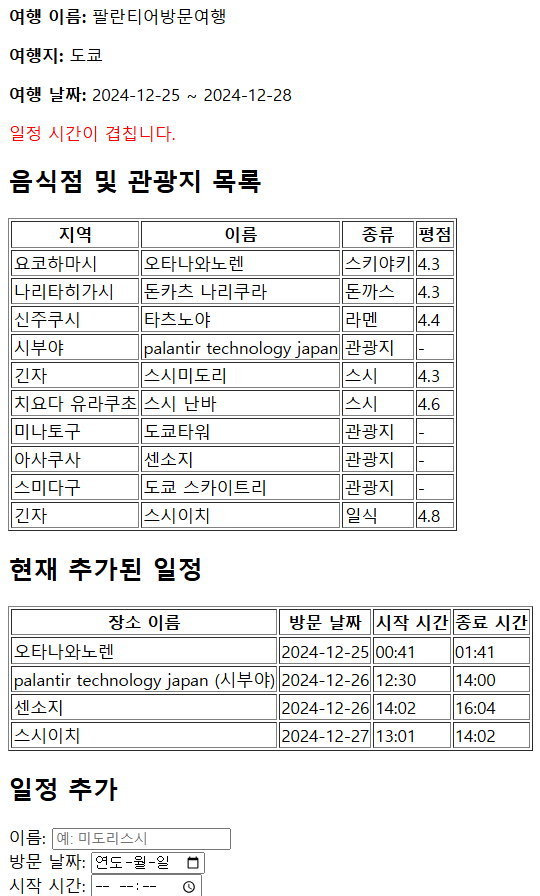 여행 이름: 팔란티어방문여행
여행지: 도쿄
여행 날짜: 2024-12-25 ~ 2024-12-28
일정 시간이 겹칩니다.
음식점 및 관광지 목록
지역 이름 종류 평점
요코하마시 오타나와노렌 스키야키 4.3
나리타히가시 돈카츠 나리쿠라 돈까스 4.3
신주쿠시 타츠노야 라멘 4.4
시부야 palantir technology japan 관광지 -
긴자 스시미도리 스시 4.3
치요다 유라쿠초 스시 난바 스시 4.6
미나토구 도쿄타워 관광지 -
아사쿠사 센소지 관광지 -
스미다구 도쿄 스카이트리 관광지 -
긴자 스시이치 일식 4.8
현재 추가된 일정
장소 이름 방문 날짜 시작 시간 종료 시간
오타나와노렌 2024-12-25 00:41 01:41
palantir technology japan (시부야) 2024-12-26 12:30 14:00
센소지 2024-12-26 14:02 16:04
스시이치 2024-12-27 13:01 14:02
일정 추가
이름: 예: 미도리스시
방문 날짜: 연도-월-일
시작 시간: -- --:--